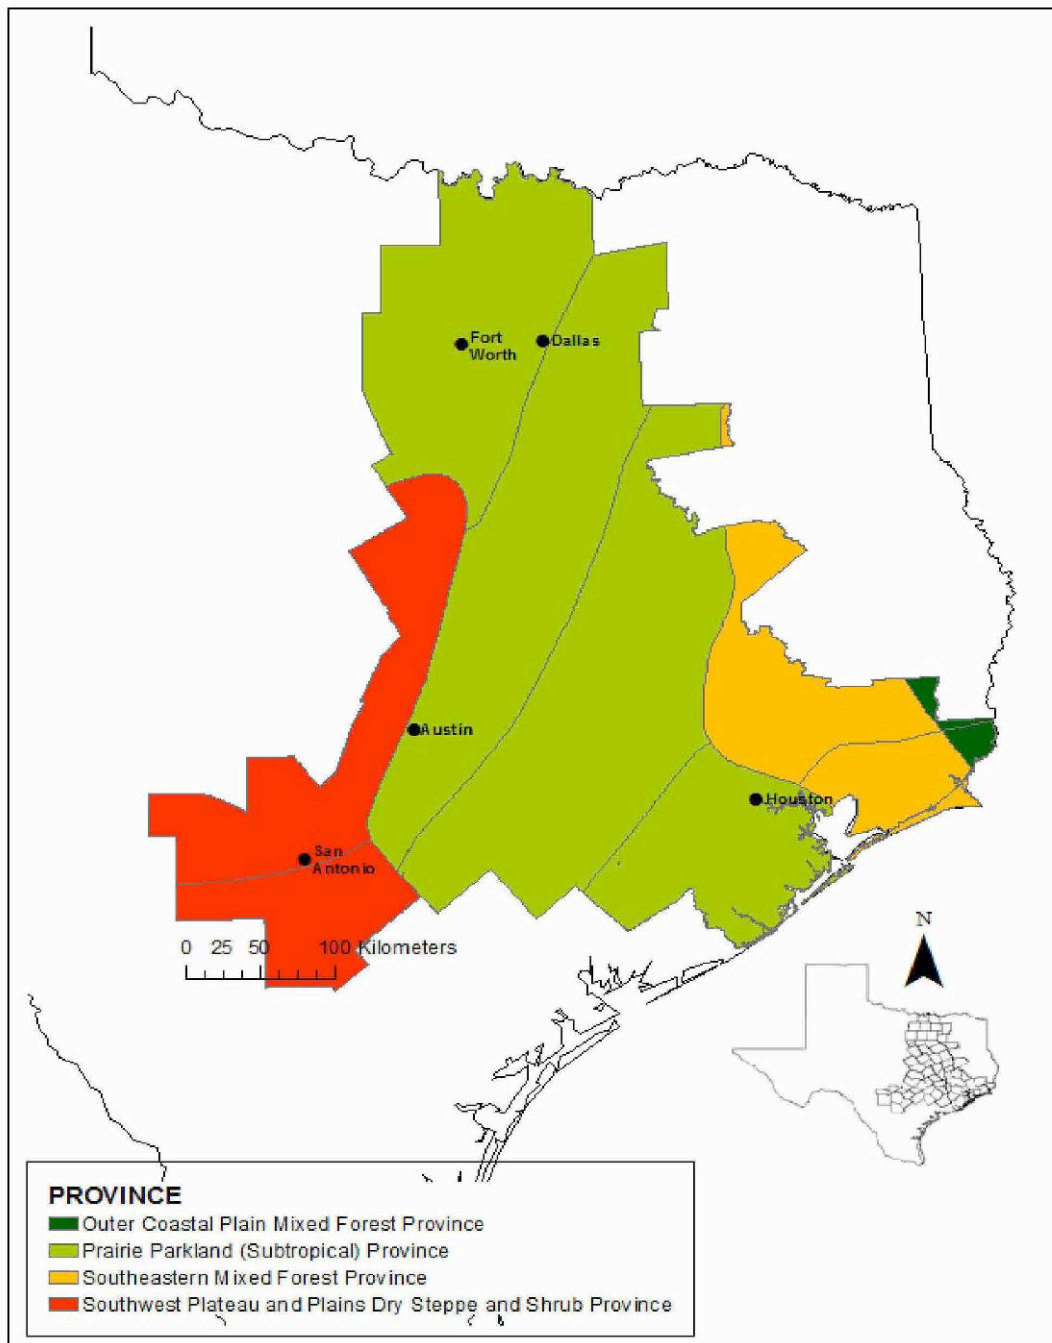 Fort
Worth
Dallas
Austin
Houston
San
Antonio
0 25 50 100 Kilometers
N
PROVINCE
Outer Coastal Plain Mixed Forest Province
Prairie Parkland (Subtropical) Province
Southeastern Mixed Forest Province
Southwest Plateau and Plains Dry Steppe and Shrub Province